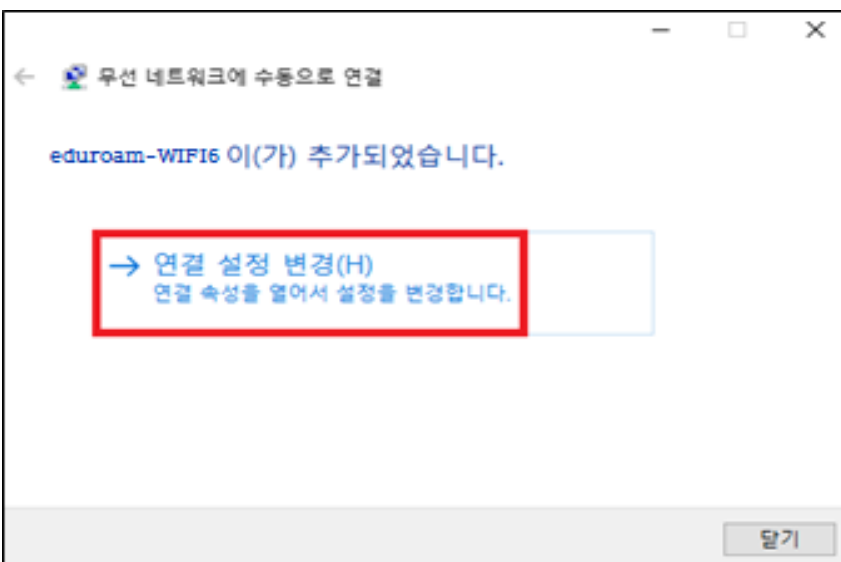 무선 네트워크에 수동으로 연결
eduroam-WIFI6 이(가) 추가되었습니다.
→ 연결 설정 변경(H)
연결 속성을 열어서 설정을 변경합니다.
닫기